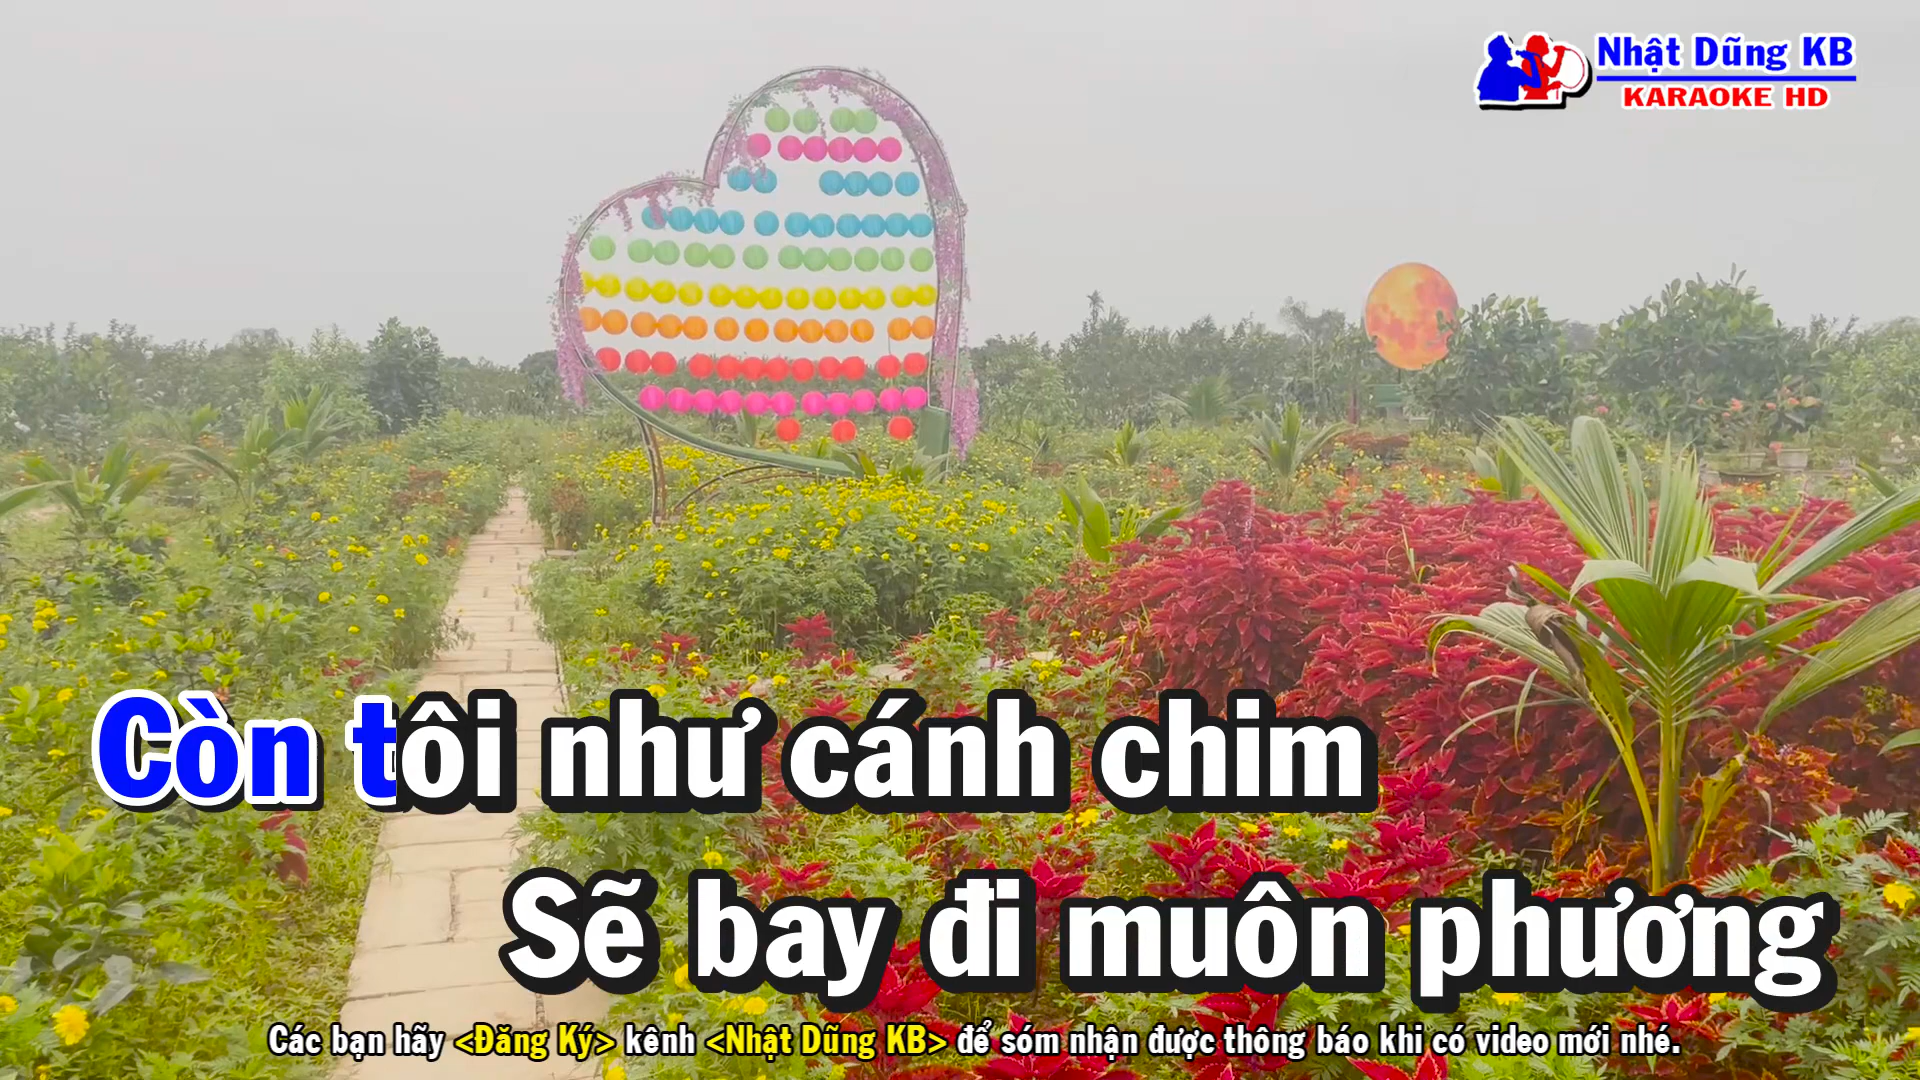 Nhật Dũng KB
KARAOKE HD
Còn tôi như cánh chim
Sẽ bay đi muôn phương
Các bạn hãy <Đăng Ký> kênh <Nhật Dũng KB> để sóm nhận được thông báo khi có video mới nhé.